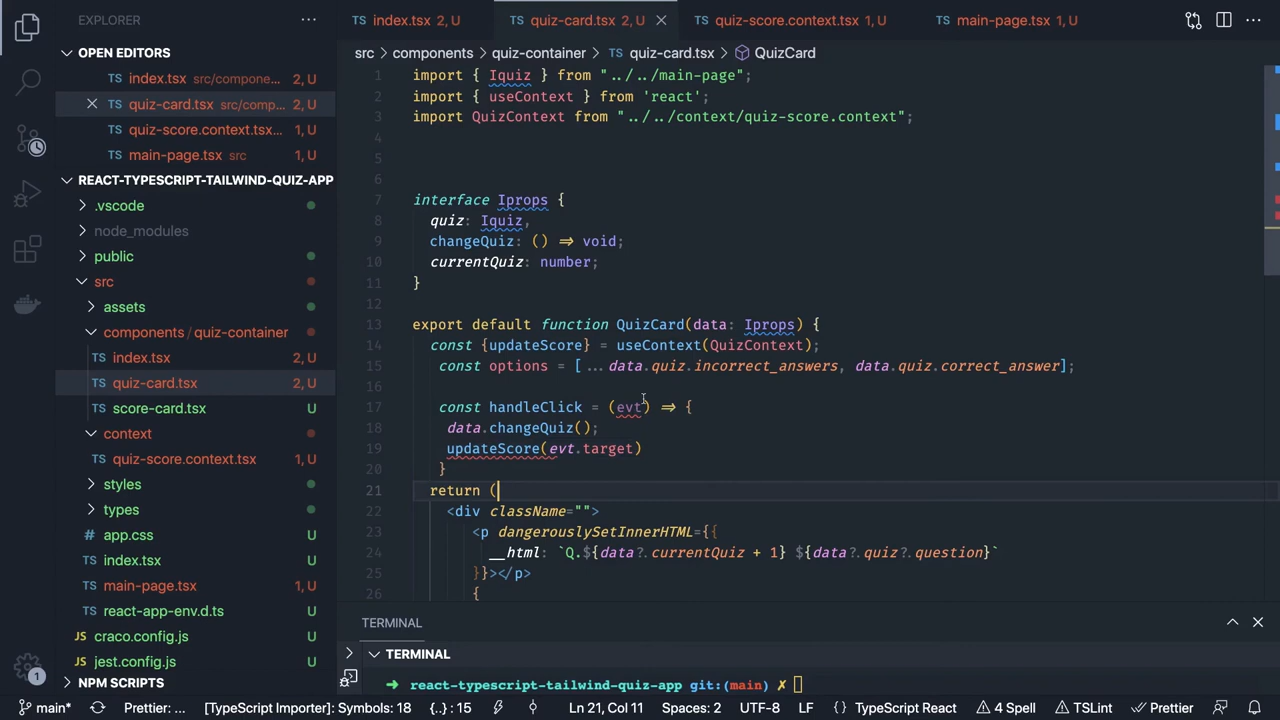 EXPLORER
index.tsx 2, U
quiz-card.tsx 2, U
quiz-score.context.tsx 1, U
main-page.tsx 1, U
OPEN EDITORS
index.tsx src/compone... 2, U
quiz-card.tsx src/comp... 2, U
quiz-score.context.tsx... 1, U
main-page.tsx src 1, U
REACT-TYPESCRIPT-TAILWIND-QUIZ-APP
.vscode
node_modules
public
src
assets
components / quiz-container
index.tsx 2, U
quiz-card.tsx 2, U
score-card.tsx U
context
quiz-score.context.tsx 1, U
styles
types
app.css U
index.tsx U
main-page.tsx 1, U
react-app-env.d.ts U
JS craco.config.js U
JS jest.config.js U
NPM SCRIPTS
src > components > quiz-container > TS quiz-card.tsx > QuizCard
1 import { Iquiz } from "../../main-page";
2 import { useContext } from 'react';
3 import QuizContext from "../../context/quiz-score.context";
4
5
6
7 interface Iprops {
8 quiz: Iquiz,
9 changeQuiz: () ⇒ void;
10 currentQuiz: number;
11 }
12
13 export default function QuizCard(data: Iprops) {
14 const {updateScore} = useContext(QuizContext);
15 const options = [ ...data.quiz.incorrect_answers, data.quiz.correct_answer];
16
17 const handleClick = (evt) ⇒ {
18 data.changeQuiz();
19 updateScore(evt.target)
20 }
21 return (
22 <div className="">
23 <p dangerouslySetInnerHTML={{
24 __html: `Q.${data?.currentQuiz + 1} ${data?.quiz?.question}`
25 }}></p>
26 {
TERMINAL
TERMINAL
➜ react-typescript-tailwind-quiz-app git:(main) ✗
1
main* Prettier: ... [TypeScript Importer]: Symbols: 18 {..} : 15 Ln 21, Col 11 Spaces: 2 UTF-8 LF {} TypeScript React 4 Spell TSLint Prettier